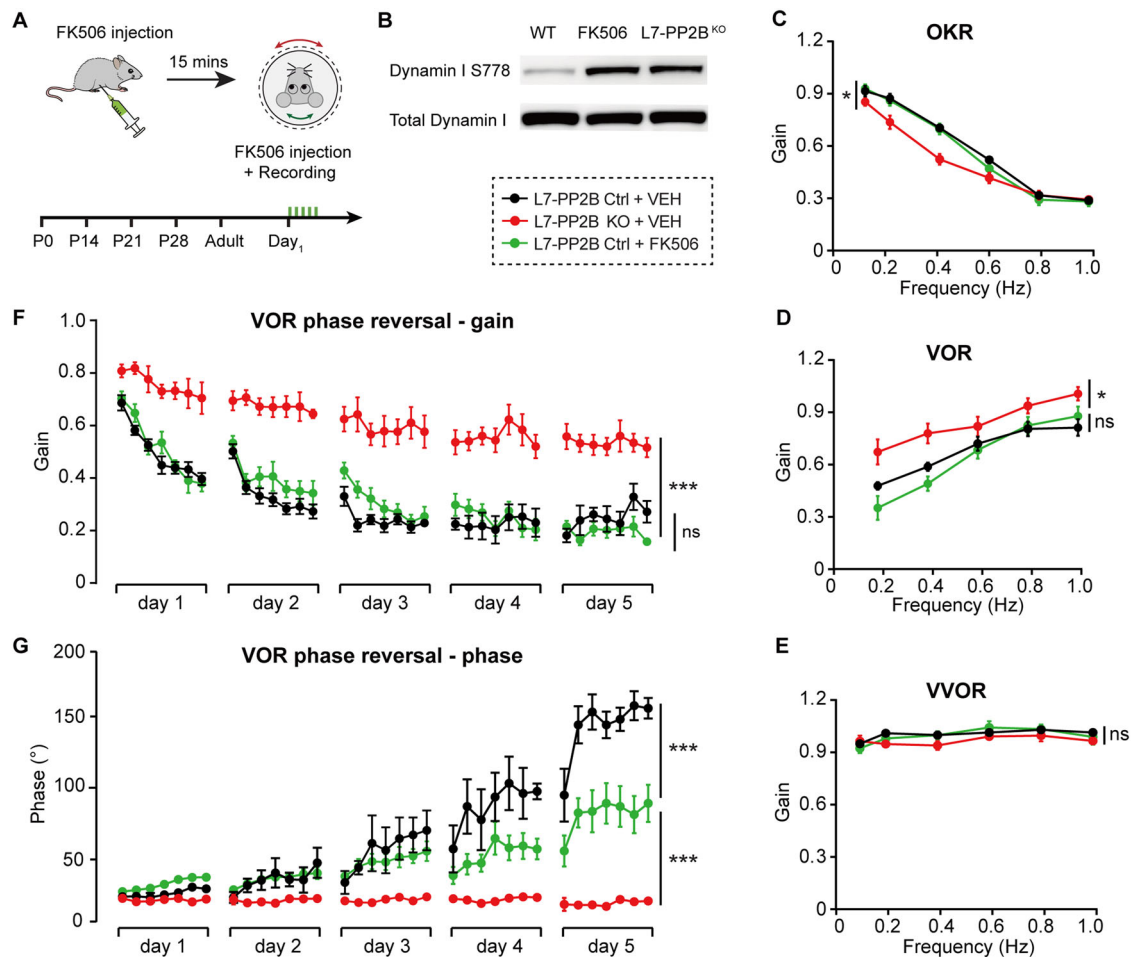 A
FK506 injection
15 mins
FK506 injection
+ Recording
P0 P14 P21 P28 Adult Day1
B
WT FK506 L7-PP2B KO
Dynamin I S778
Total Dynamin I
L7-PP2B Ctrl + VEH
L7-PP2B KO + VEH
L7-PP2B Ctrl + FK506
C
OKR
1.2
0.9
0.6
0.3
0
Gain
*
0.2 0.4 0.6 0.8 1.0
Frequency (Hz)
F
VOR phase reversal - gain
1.0
0.8
0.6
0.4
0.2
0
Gain
***
ns
day 1 day 2 day 3 day 4 day 5
D
VOR
1.2
0.9
0.6
0.3
0
Gain
*
ns
0.2 0.4 0.6 0.8 1.0
Frequency (Hz)
G
VOR phase reversal - phase
200
150
100
50
0
Phase (°)
***
***
day 1 day 2 day 3 day 4 day 5
E
VVOR
1.2
0.9
0.6
0.3
0
Gain
ns
0.2 0.4 0.6 0.8 1.0
Frequency (Hz)